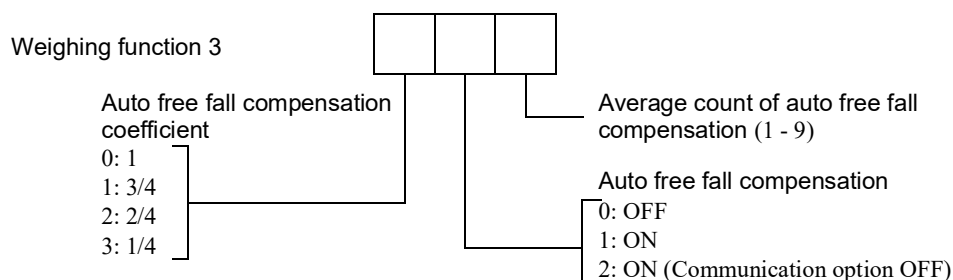 Weighing function 3
Auto free fall compensation
coefficient
0: 1
1: 3/4
2: 2/4
3: 1/4
Average count of auto free fall
compensation (1 - 9)
Auto free fall compensation
0: OFF
1: ON
2: ON (Communication option OFF)